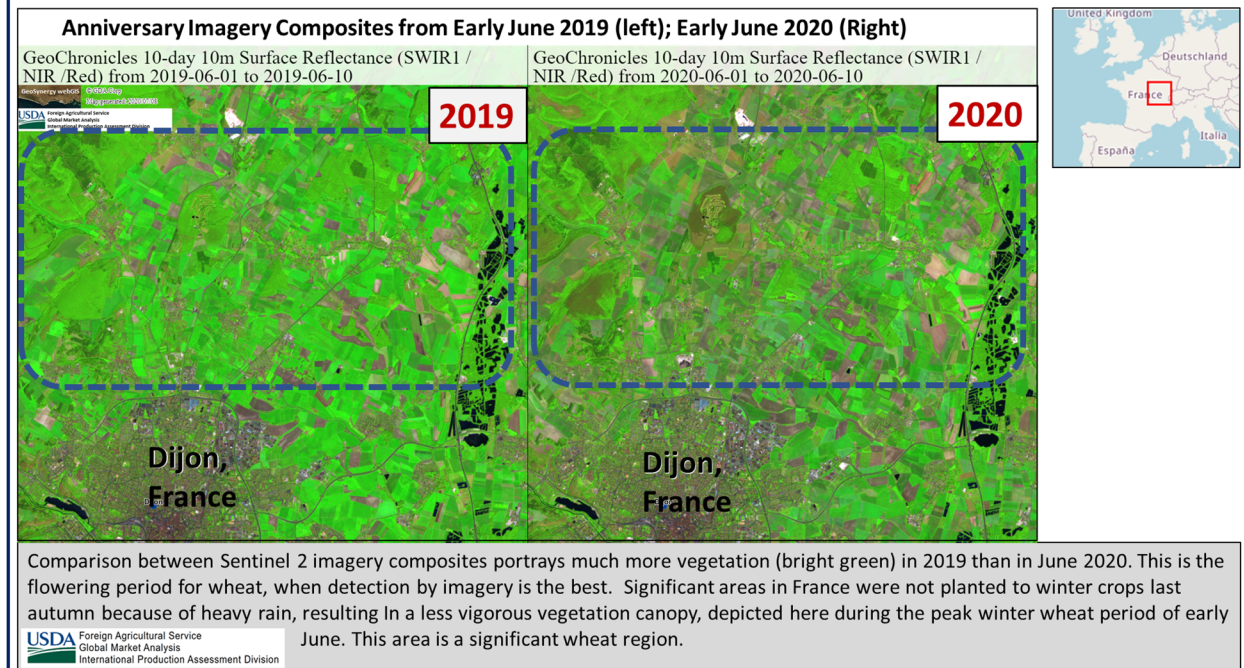 Anniversary Imagery Composites from Early June 2019 (left); Early June 2020 (Right)
GeoChronicles 10-day 10m Surface Reflectance (SWIR1 /
NIR /Red) from 2019-06-01 to 2019-06-10
GeoChronicles 10-day 10m Surface Reflectance (SWIR1 /
NIR /Red) from 2020-06-01 to 2020-06-10
GeoSynergy webGIS
USDA
Foreign Agricultural Service
Global Market Analysis
International Production Assessment Division
2019
2020
Dijon,
France
Dijon,
France
United Kingdom
Deutschland
France
Italia
España
Comparison between Sentinel 2 imagery composites portrays much more vegetation (bright green) in 2019 than in June 2020. This is the
flowering period for wheat, when detection by imagery is the best. Significant areas in France were not planted to winter crops last
autumn because of heavy rain, resulting In a less vigorous vegetation canopy, depicted here during the peak winter wheat period of early
June. This area is a significant wheat region.
USDA
Foreign Agricultural Service
Global Market Analysis
International Production Assessment Division